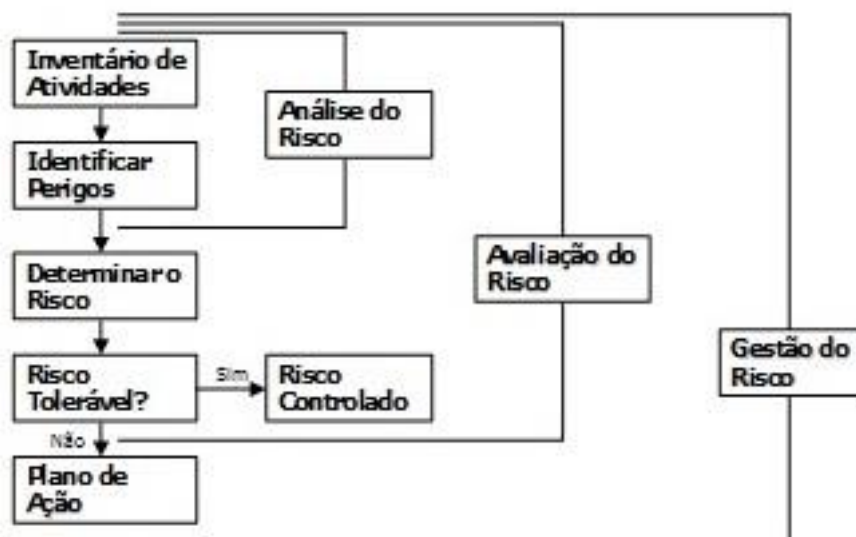 Inventário de
Atividades
Análise do
Risco
Identificar
Perigos
Avaliação do
Risco
Determinar o
Risco
Gestão do
Risco
Risco
Tolerável?
Sim
Risco
Controlado
Não
Plano de
Ação